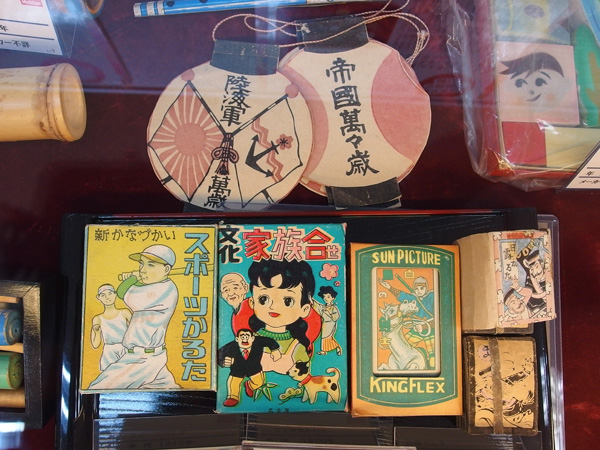 陸海軍
萬歳
帝國萬々歳
新かなづかい
スポーツかるた
文化
家族合せ
SUN PICTURE
KINGFLEX